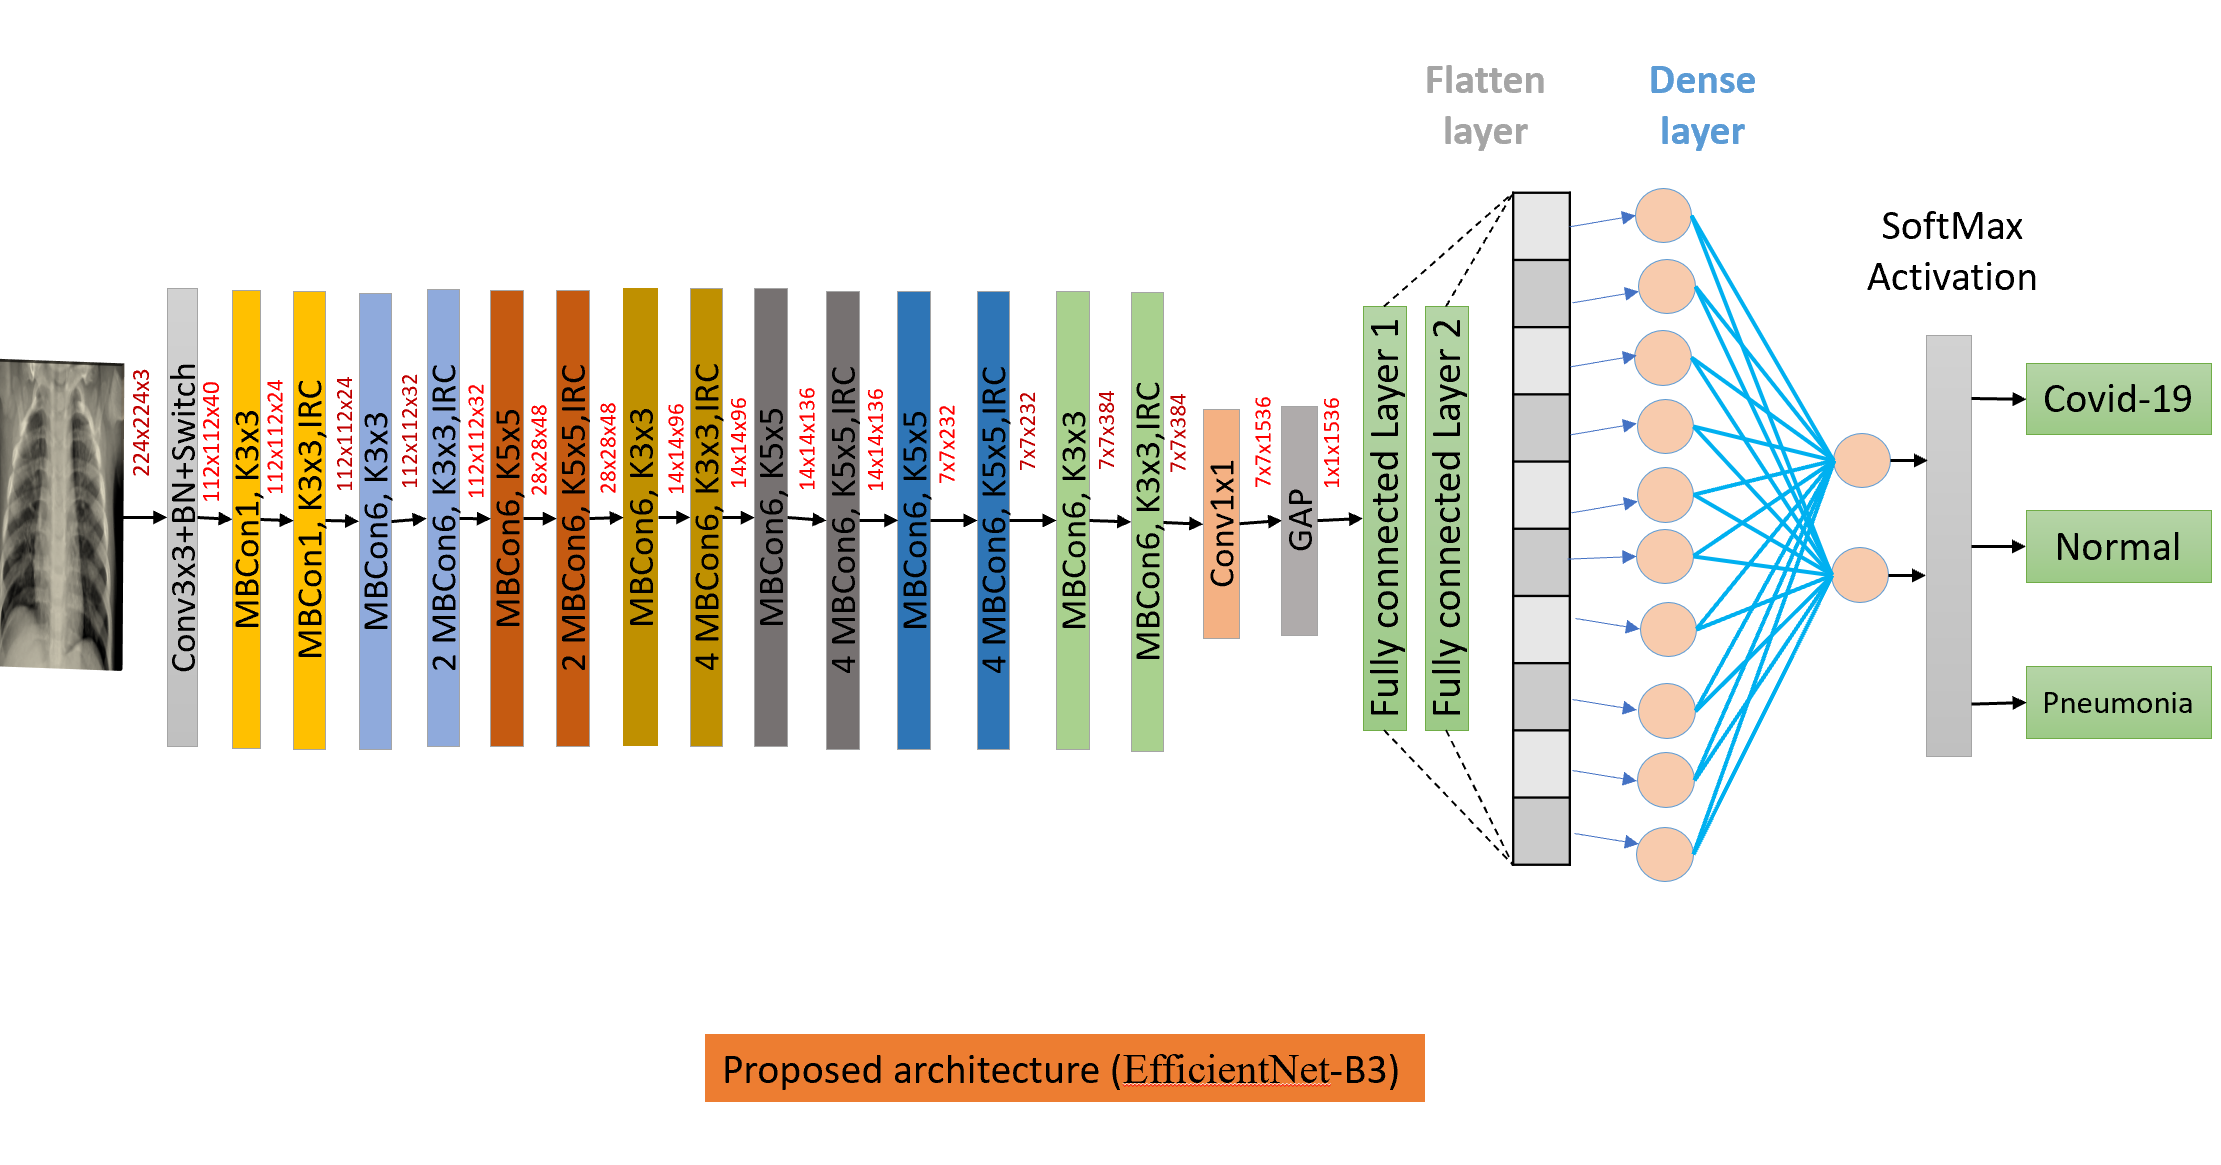 Flatten
layer
Dense
layer
SoftMax
Activation
224x224x3
Conv3x3+BN+Switch
112x112x40
MBCon1, K3x3
112x112x24
MBCon1, K3x3,IRC
112x112x24
MBCon6, K3x3
112x112x32
2 MBCon6, K3x3,IRC
112x112x32
MBCon6, K5x5
28x28x48
2 MBCon6, K5x5,IRC
28x28x48
MBCon6, K3x3
14x14x96
4 MBCon6, K3x3,IRC
14x14x96
MBCon6, K5x5
14x14x136
4 MBCon6, K5x5,IRC
14x14x136
MBCon6, K5x5
7x7x232
4 MBCon6, K5x5,IRC
7x7x232
MBCon6, K3x3
7x7x384
MBCon6, K3x3,IRC
7x7x384
Conv1x1
7x7x1536
GAP
1x1x1536
Fully connected Layer 1
Fully connected Layer 2
Covid-19
Normal
Pneumonia
Proposed architecture (EfficientNet-B3)